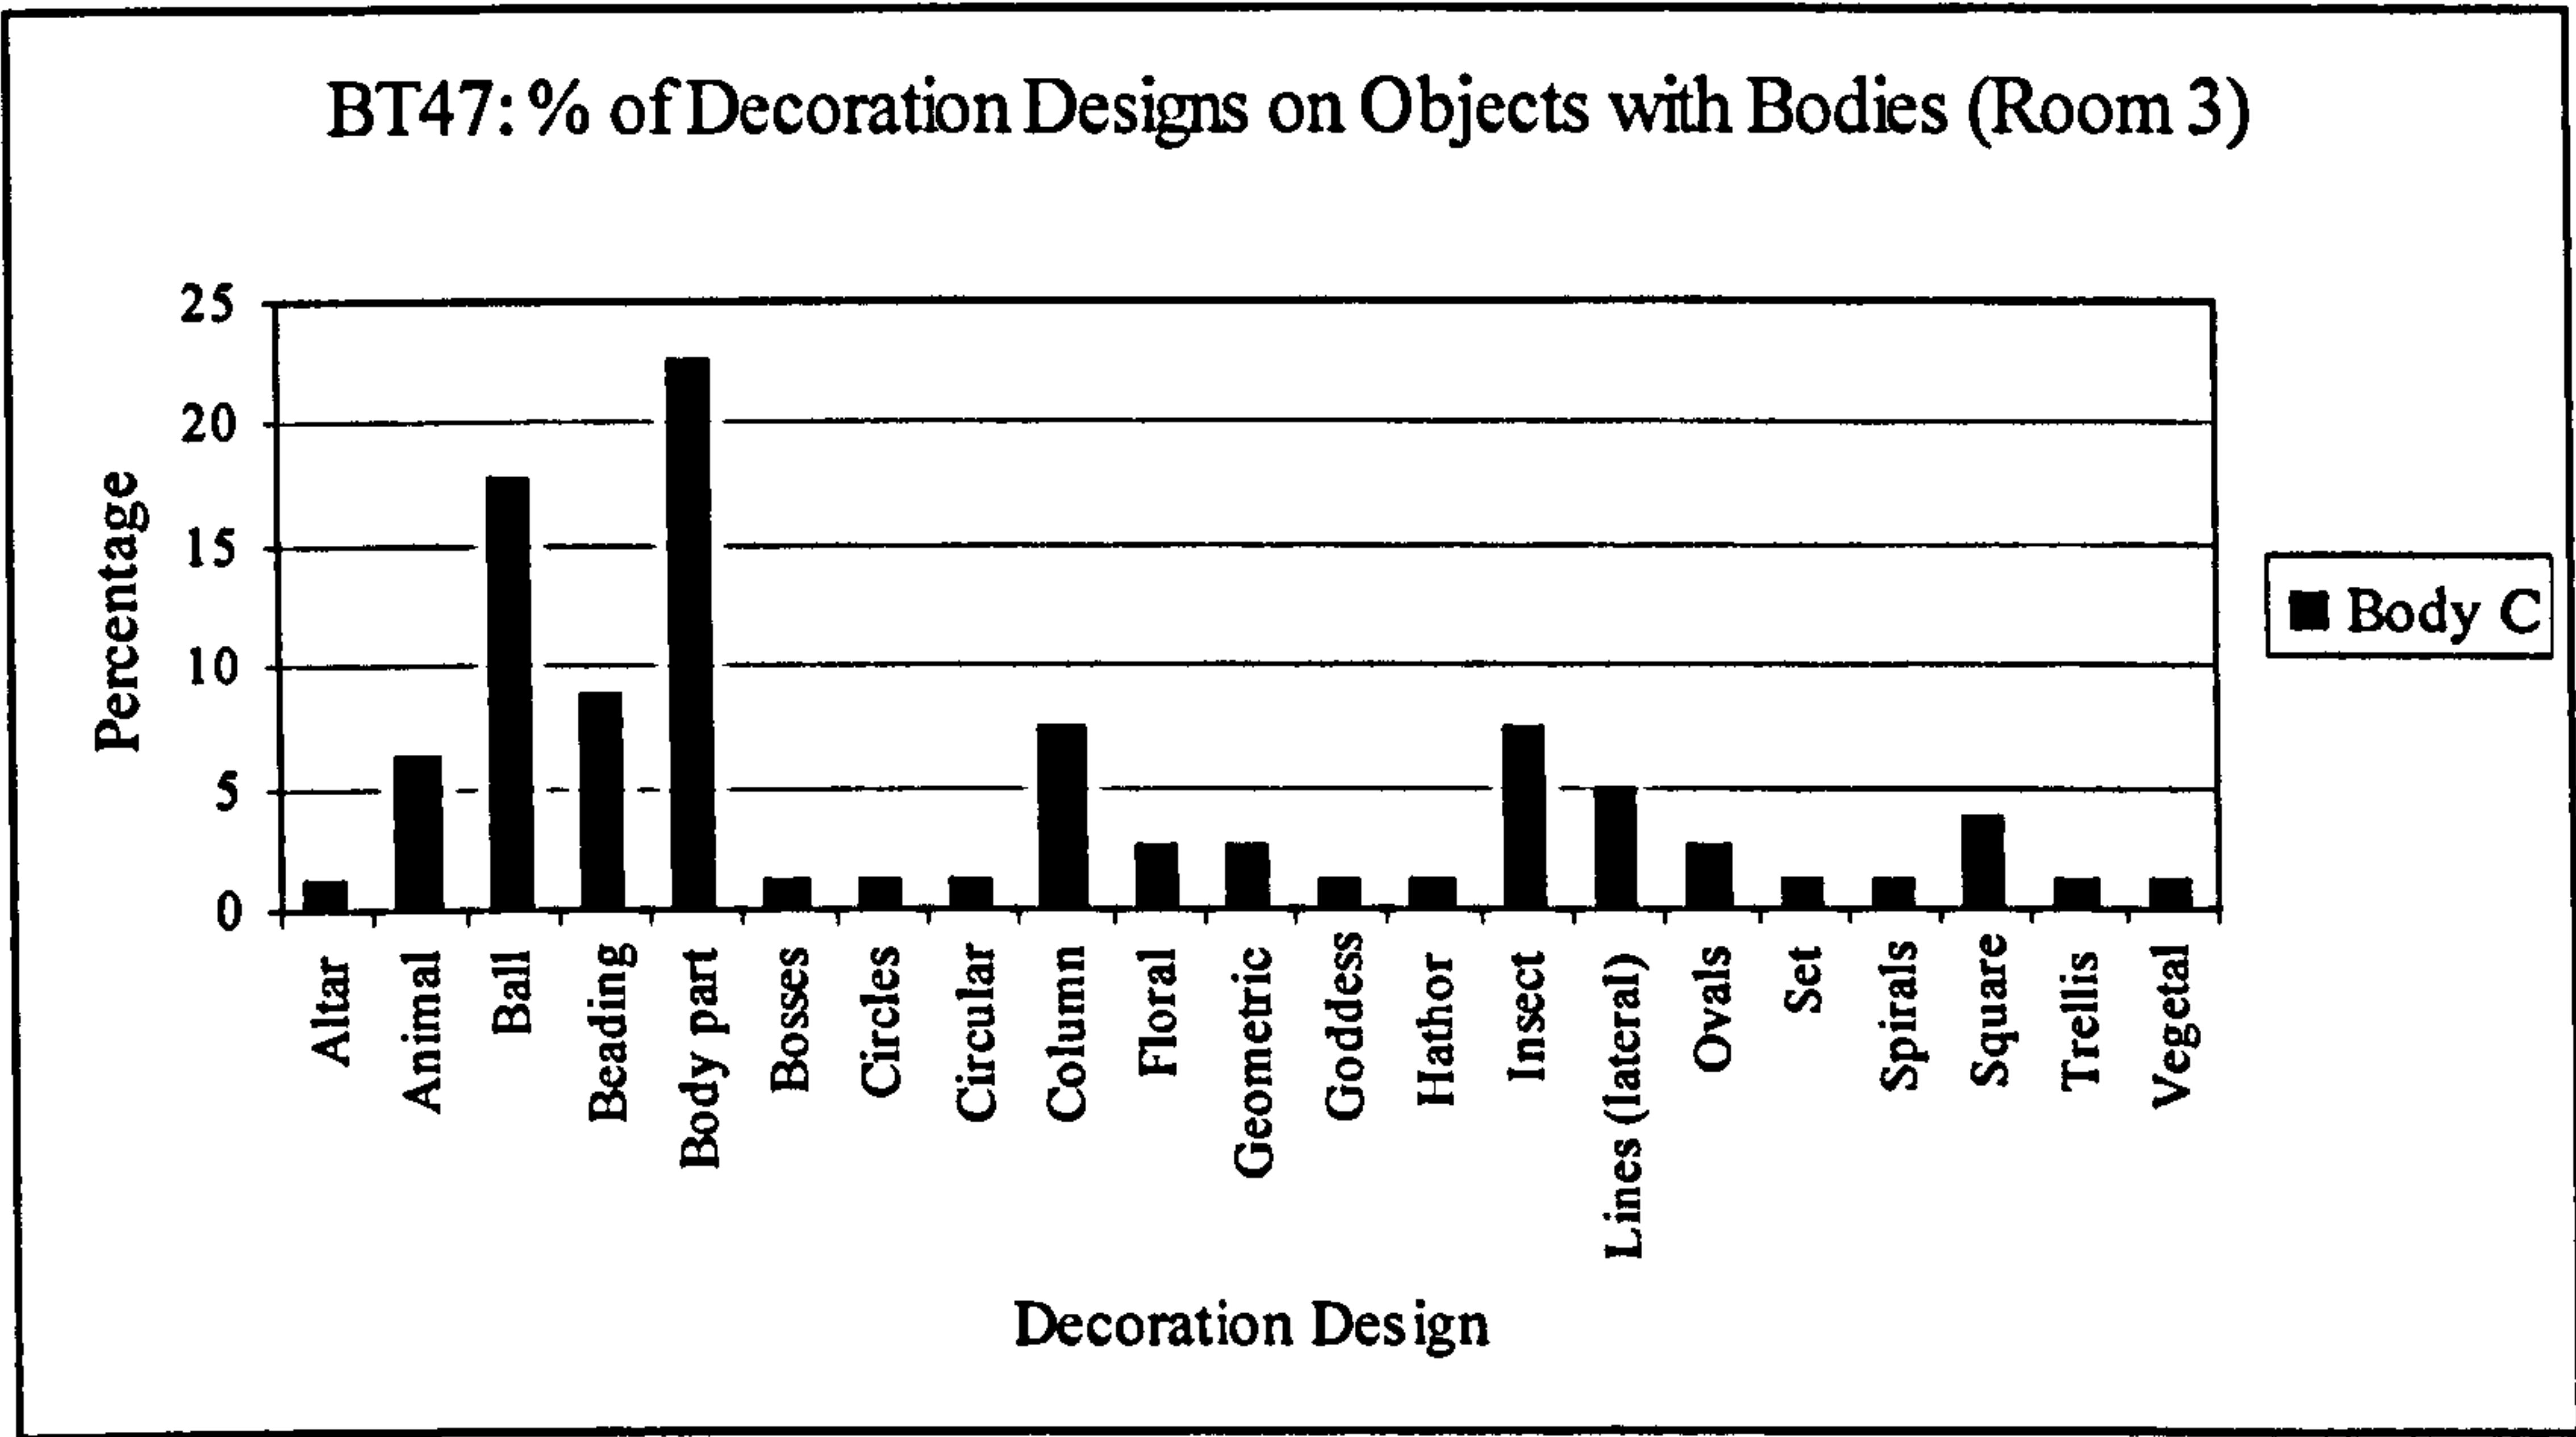 BT47: % of Decoration Designs on Objects with Bodies (Room 3)
25
20
15
10
5
0
Percentage
Altar
Animal
Ball
Beading
Body part
Bosses
Circles
Circular
Column
Floral
Geometric
Goddess
Hathor
Insect
Lines (lateral)
Ovals
Set
Spirals
Square
Trellis
Vegetal
Decoration Design
Body C